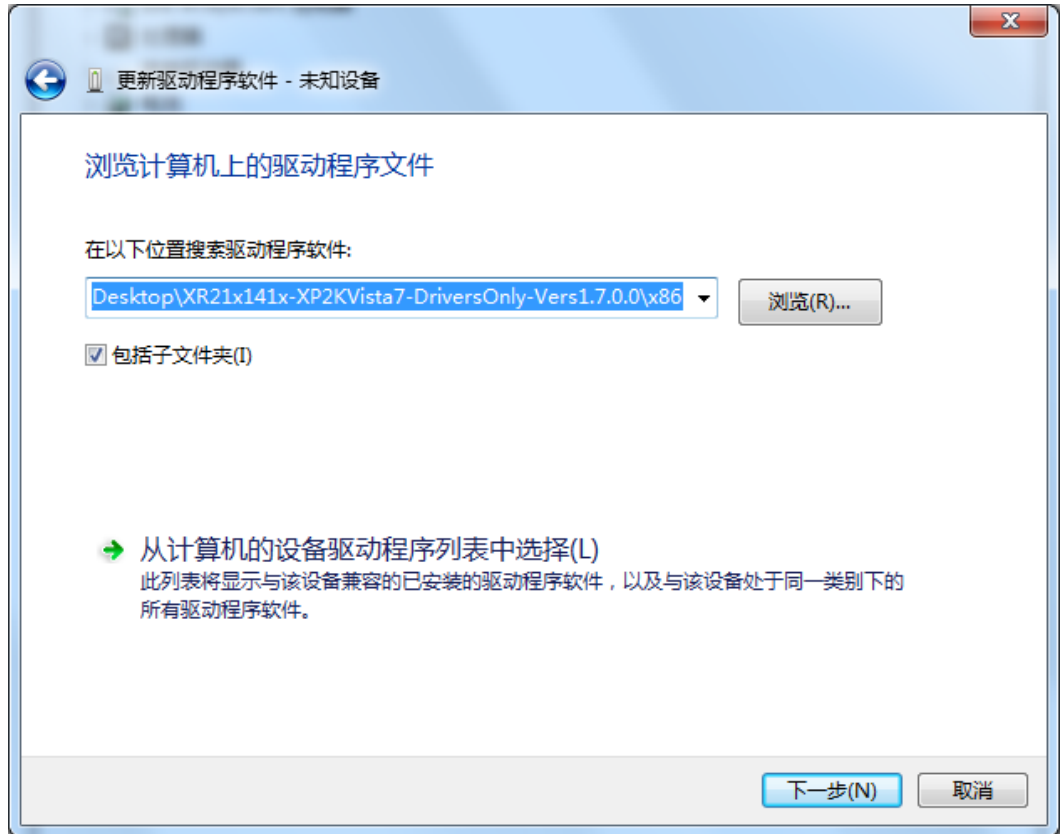 更新驱动程序软件 - 未知设备
浏览计算机上的驱动程序文件
在以下位置搜索驱动程序软件:
Desktop\XR21x141x-XP2KVista7-DriversOnly-Vers1.7.0.0\x86
浏览(R)...
包括子文件夹(I)
从计算机的设备驱动程序列表中选择(L)
此列表将显示与该设备兼容的已安装的驱动程序软件，以及与该设备处于同一类别下的
所有驱动程序软件。
下一步(N)
取消